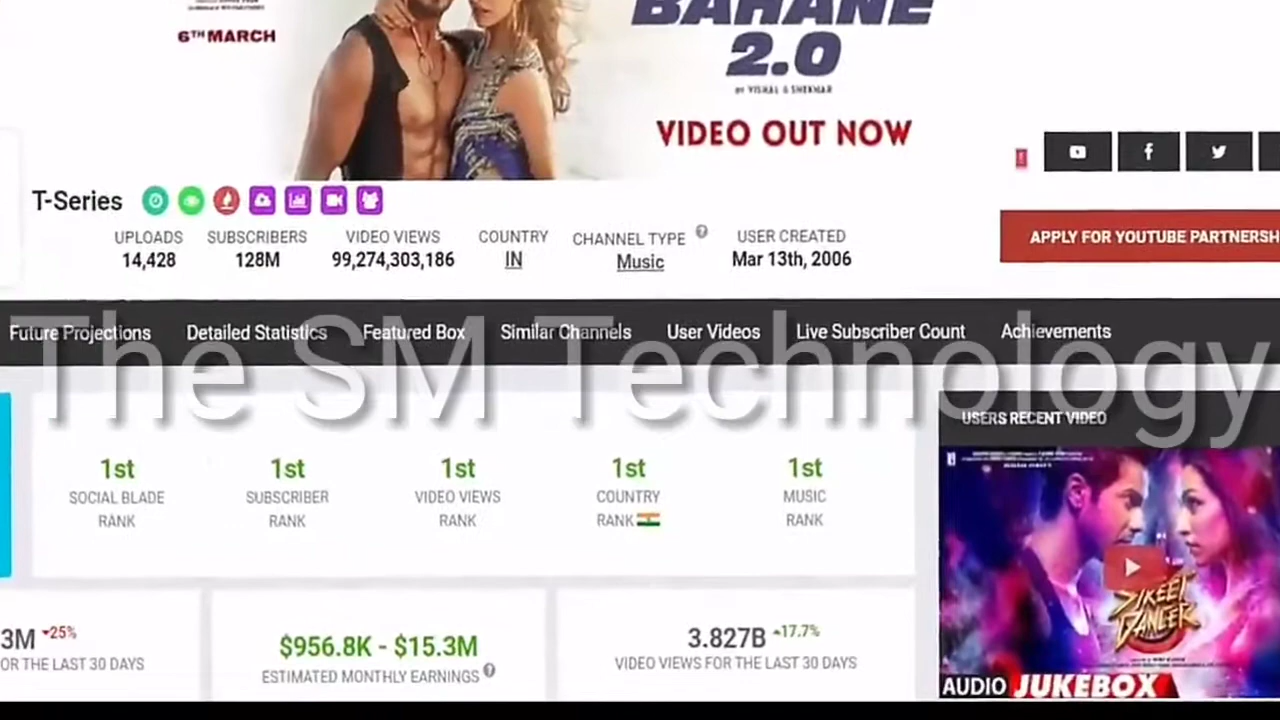 BAHANE
2.0
BY VISHAL & SHEKHAR
6TH MARCH
VIDEO OUT NOW
T-Series
UPLOADS
14,428
SUBSCRIBERS
128M
VIDEO VIEWS
99,274,303,186
COUNTRY
IN
CHANNEL TYPE
Music
USER CREATED
Mar 13th, 2006
APPLY FOR YOUTUBE PARTNERSH
Future Projections
Detailed Statistics
Featured Box
Similar Channels
User Videos
Live Subscriber Count
Achievements
The SM Technology
1st
SOCIAL BLADE
RANK
1st
SUBSCRIBER
RANK
1st
VIDEO VIEWS
RANK
1st
COUNTRY
RANK
1st
MUSIC
RANK
USERS RECENT VIDEO
STREET
DANCER
AUDIO JUKEBOX
3M 25%
OR THE LAST 30 DAYS
$956.8K - $15.3M
ESTIMATED MONTHLY EARNINGS
3.827B 17.7%
VIDEO VIEWS FOR THE LAST 30 DAYS